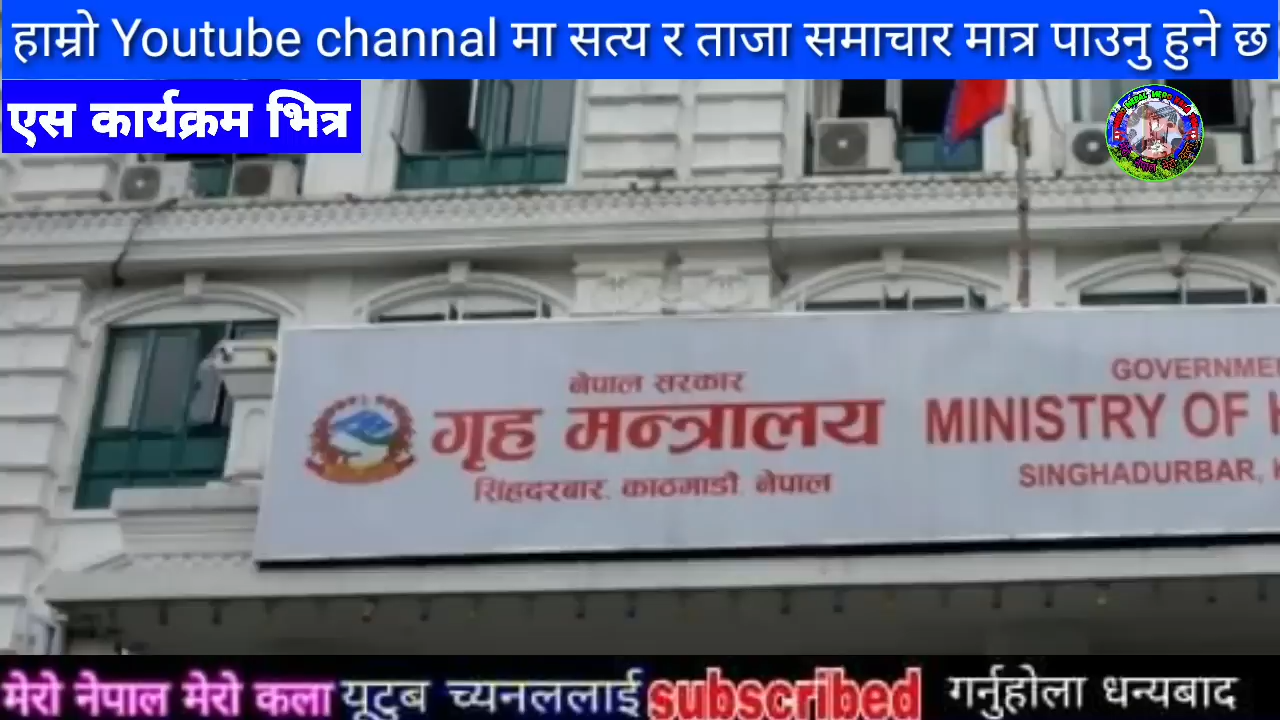 हाम्रो Youtube channal मा सत्य र ताजा समाचार मात्र पाउनु हुने छ
एस कार्यक्रम भित्र
नेपाल सरकार
गृह मन्त्रालय
सिंहदरबार, काठमाडौं, नेपाल
GOVERNME
MINISTRY OF
SINGHADURBAR,
मेरो नेपाल मेरो कला यूटुब च्यनललाई subscribed गर्नुहोला धन्यबाद